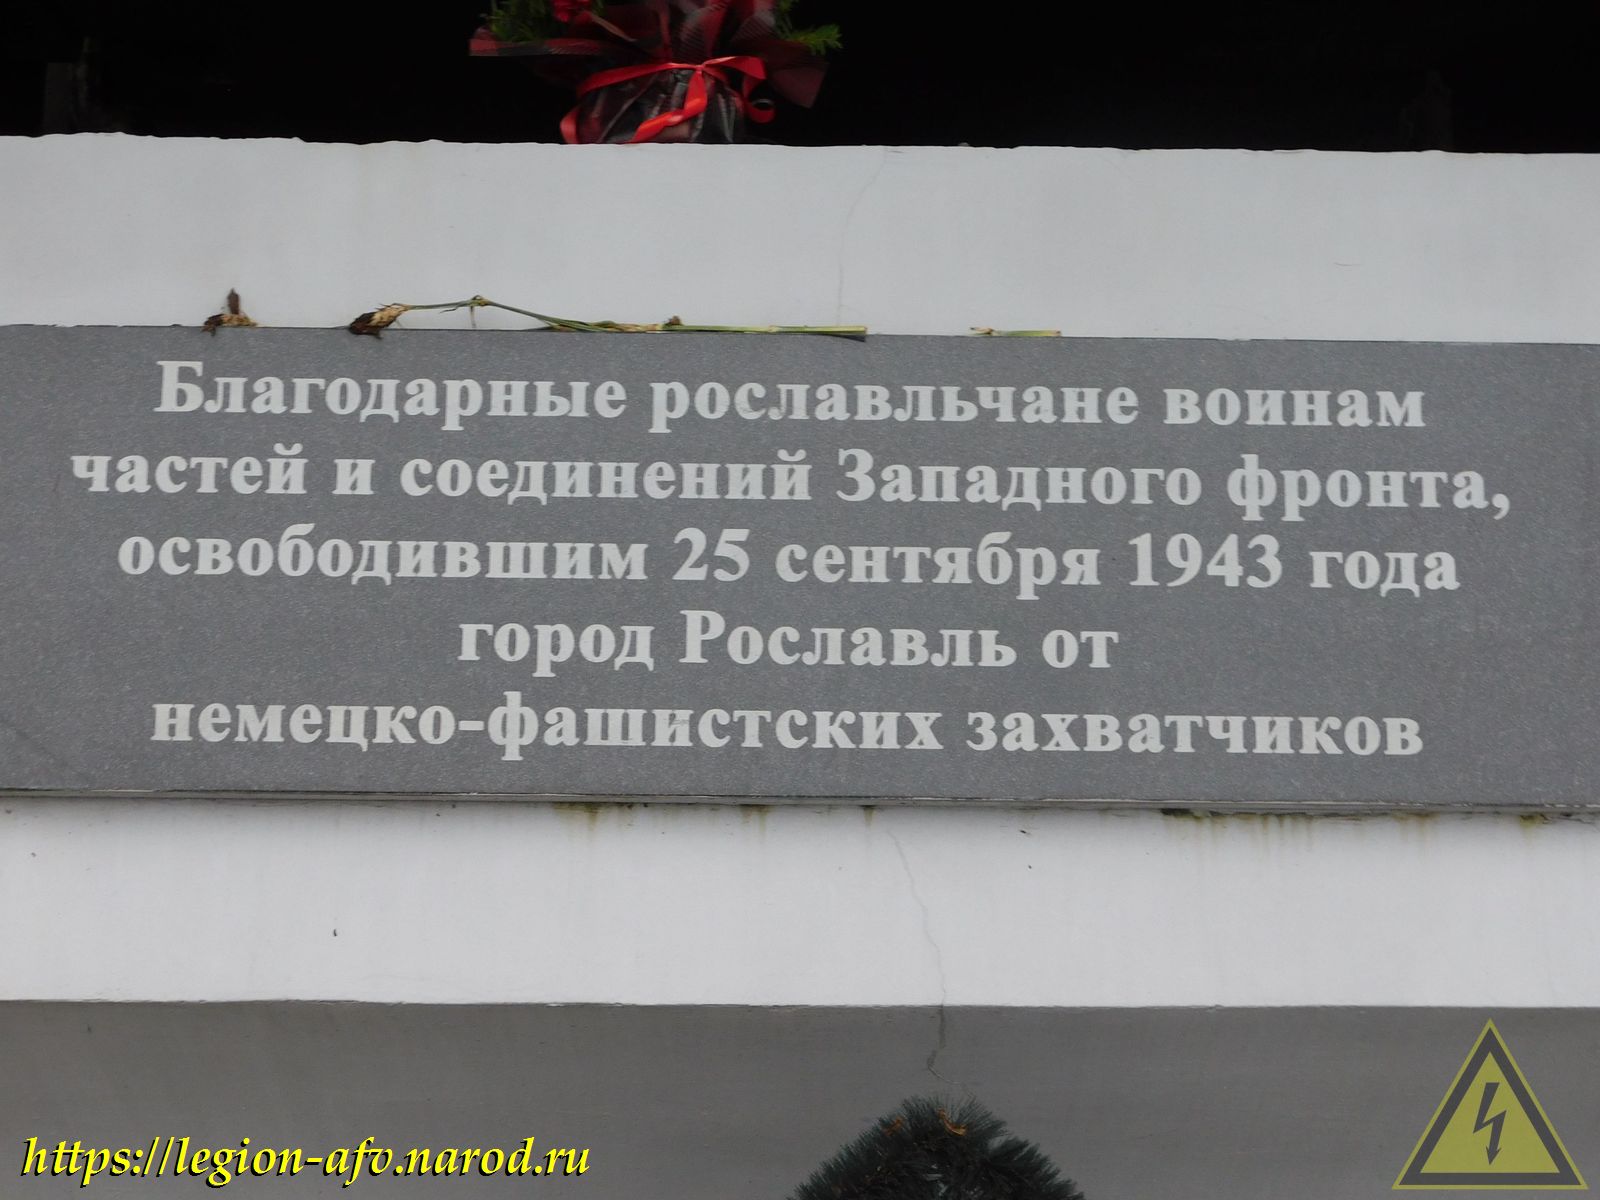 Благодарные рославльчане воинам
частей и соединений Западного фронта,
освободившим 25 сентября 1943 года
город Рославль от
немецко-фашистских захватчиков
https://legion-afv.narod.ru